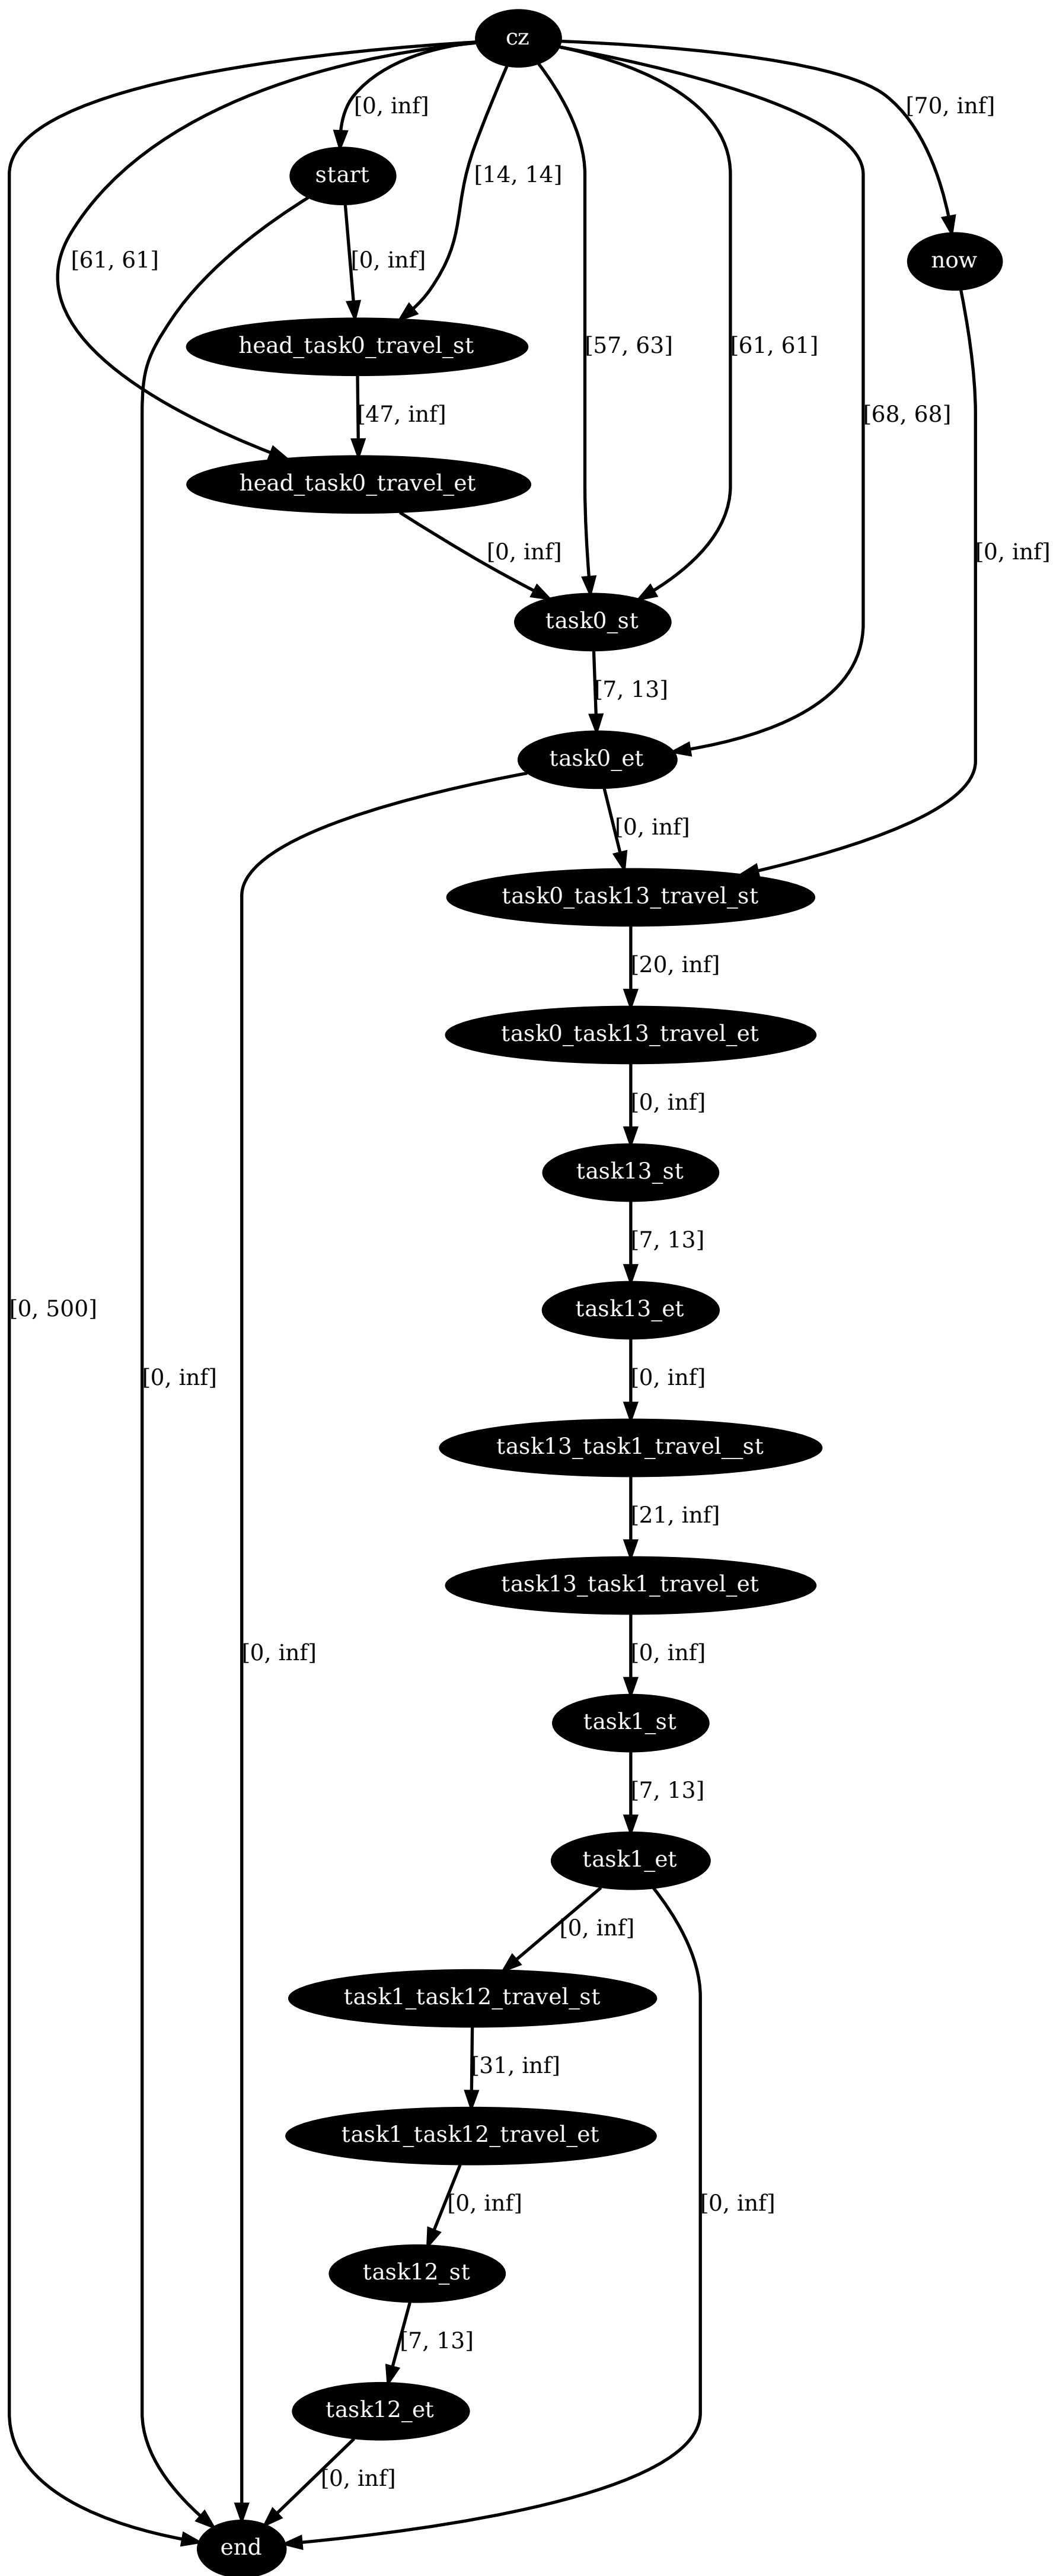 cz
[0, inf]
[70, inf]
start
[14, 14]
[61, 61]
[0, inf]
now
head_task0_travel_st
[57, 63]
[61, 61]
[47, inf]
[68, 68]
head_task0_travel_et
[0, inf]
[0, inf]
task0_st
[7, 13]
task0_et
[0, inf]
task0_task13_travel_st
[20, inf]
task0_task13_travel_et
[0, inf]
task13_st
[7, 13]
[0, 500]
task13_et
[0, inf]
[0, inf]
task13_task1_travel__st
[21, inf]
task13_task1_travel_et
[0, inf]
[0, inf]
task1_st
[7, 13]
task1_et
[0, inf]
task1_task12_travel_st
[31, inf]
task1_task12_travel_et
[0, inf]
[0, inf]
task12_st
[7, 13]
task12_et
[0, inf]
end